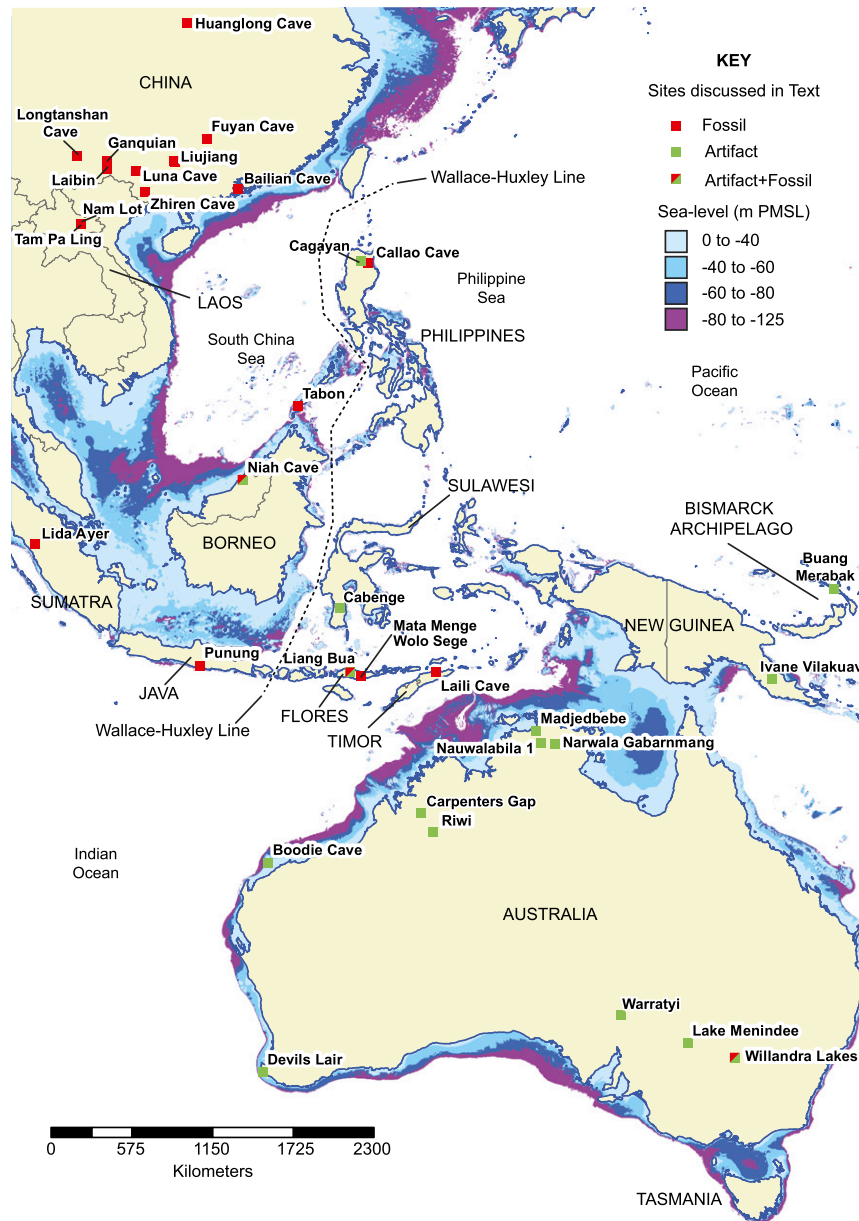 Huanglong Cave
KEY
CHINA
Sites discussed in Text
Longtanshan
Cave
Ganquian
Fuyan Cave
Fossil
Liujiang
Artifact
Laibin
Luna Cave
Bailian Cave
Wallace-Huxley Line
Artifact+Fossil
Zhiren Cave
Nam Lot
Sea-level (m PMSL)
Tam Pa Ling
0 to -40
Cagayan
Callao Cave
-40 to -60
Philippine
Sea
-60 to -80
LAOS
-80 to -125
South China
Sea
PHILIPPINES
Pacific
Ocean
Tabon
Niah Cave
SULAWESI
BISMARCK
ARCHIPELAGO
Lida Ayer
BORNEO
Buang
Merabak
SUMATRA
Cabenge
Mata Menge
Wolo Sege
NEW GUINEA
Punung
Liang Bua
Ivane Vilakuav
JAVA
Laili Cave
FLORES
Wallace-Huxley Line
TIMOR
Madjedbebe
Nauwalabila 1
Narwala Gabarnmang
Carpenters Gap
Riwi
Indian
Ocean
Boodie Cave
AUSTRALIA
Warratyi
Lake Menindee
Willandra Lakes
Devils Lair
0 575 1150 1725 2300
Kilometers
TASMANIA